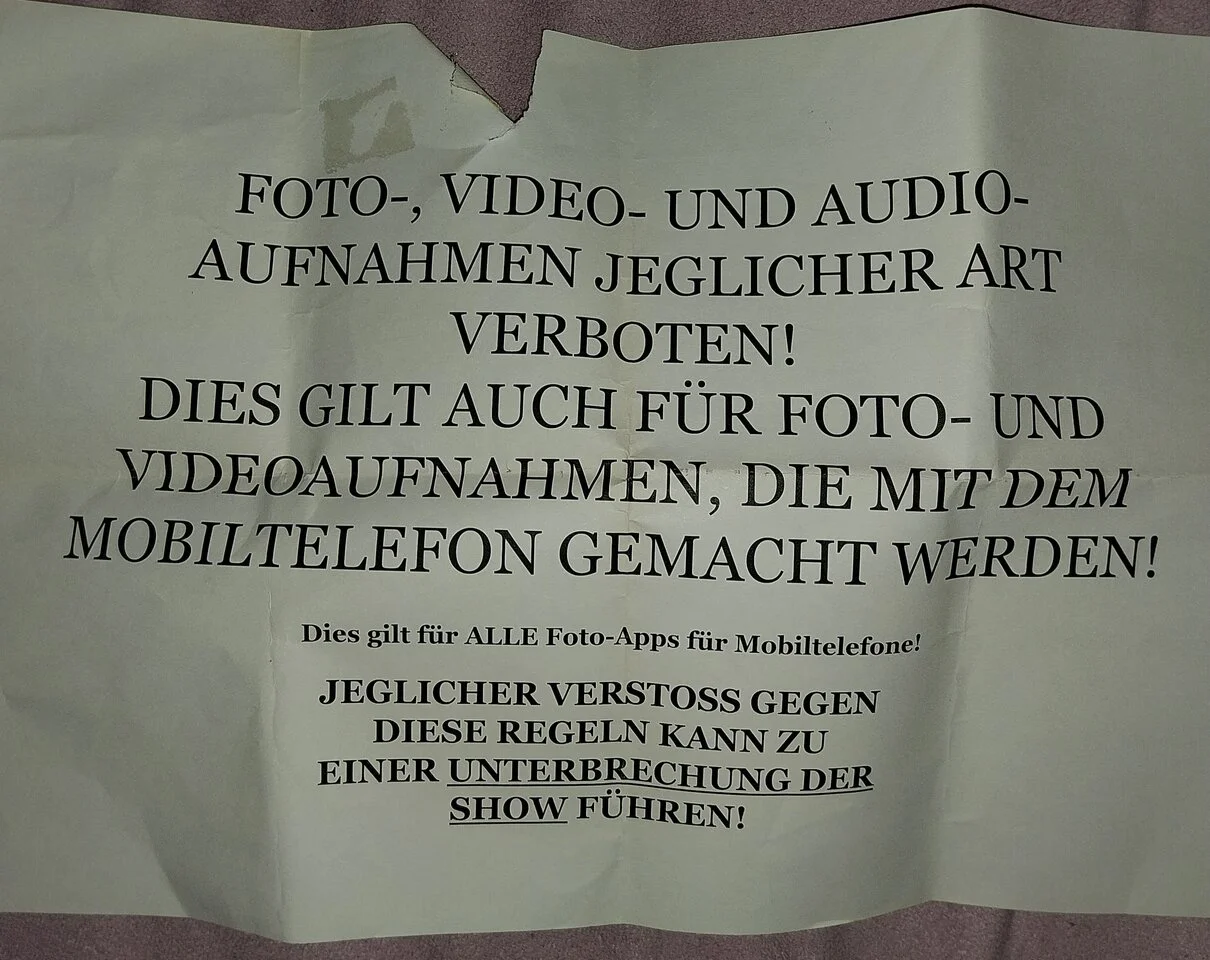 FOTO-, VIDEO- UND AUDIO-
AUFNAHMEN JEGLICHER ART
VERBOTEN!
DIES GILT AUCH FÜR FOTO- UND
VIDEOAUFNAHMEN, DIE MIT DEM
MOBILTELEFON GEMACHT WERDEN!
Dies gilt für ALLE Foto-Apps für Mobiltelefone!
JEGLICHER VERSTOSS GEGEN
DIESE REGELN KANN ZU
EINER UNTERBRECHUNG DER
SHOW FÜHREN!